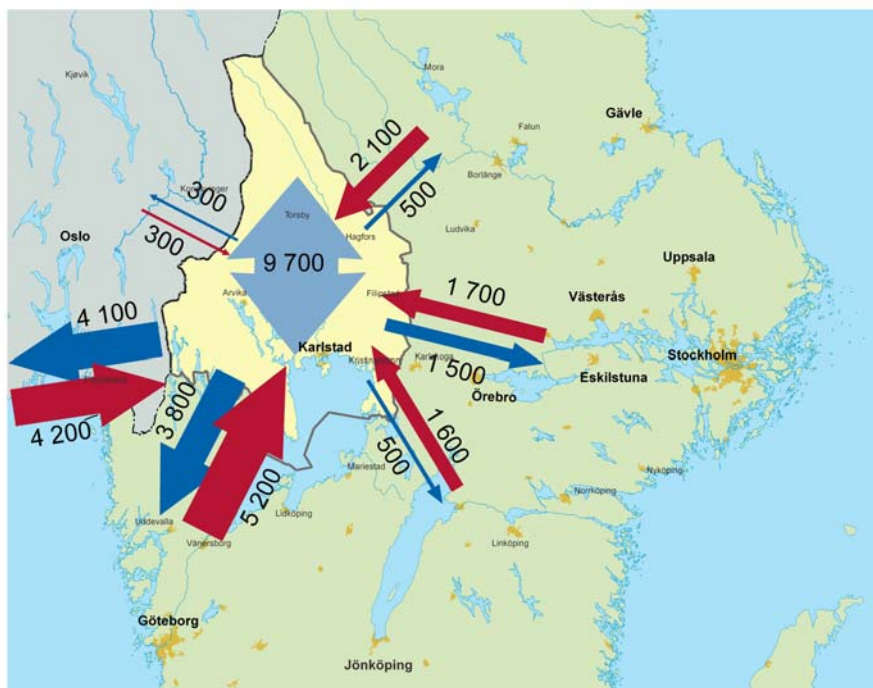 Kjøvik
Mora
Gävle
Falun
2 100
Borlänge
500
300
Torsby
Hagfors
Ludvika
Oslo
300
9 700
Uppsala
Arvika
Filipstad
1 700
Västerås
4 100
Karlstad
Kristinehamn
Karlskoga
Stockholm
1 500
Eskilstuna
Örebro
4 200
3 800
500
1 600
5 200
Mariestad
Nyköping
Lidköping
Norrköping
Uddevalla
Vänersborg
Linköping
Göteborg
Jönköping